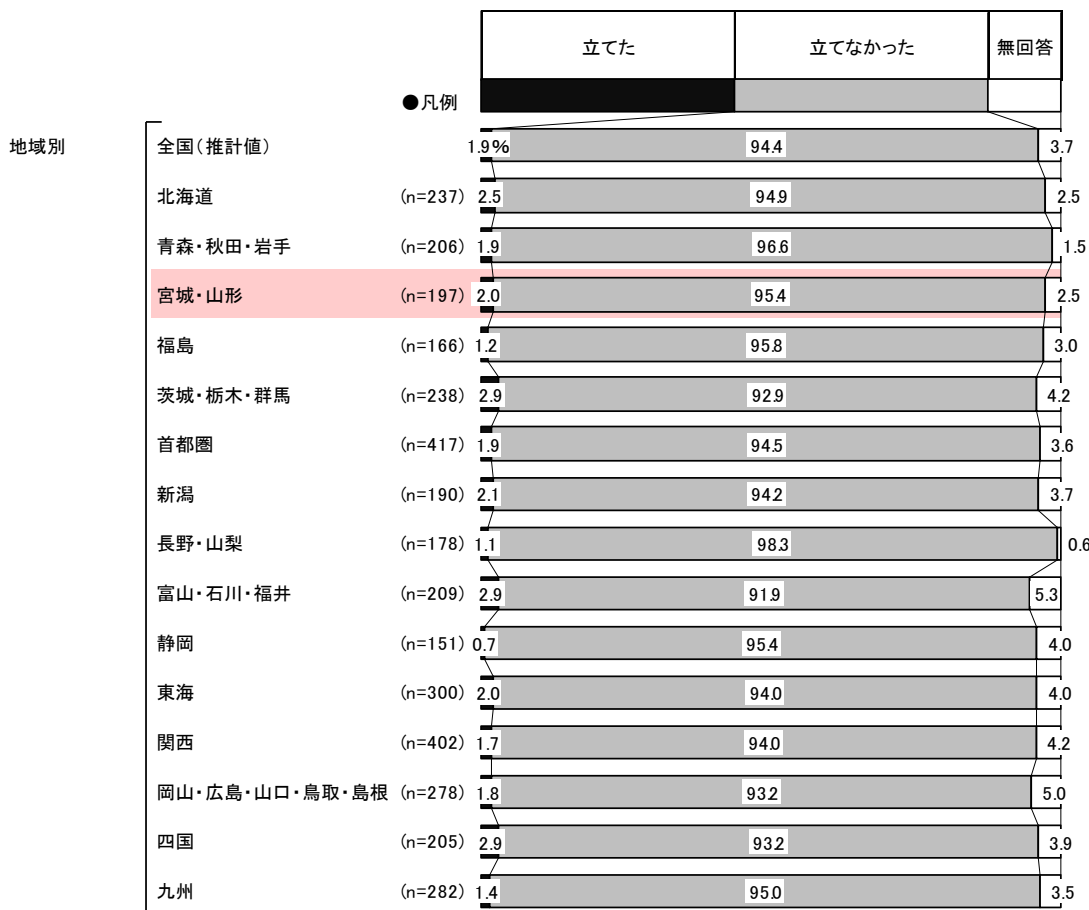 立てた 立てなかった 無回答
●凡例
地域別 全国(推計値) 1.9% 94.4 3.7
北海道 (n=237) 2.5 94.9 2.5
青森・秋田・岩手 (n=206) 1.9 96.6 1.5
宮城・山形 (n=197) 2.0 95.4 2.5
福島 (n=166) 1.2 95.8 3.0
茨城・栃木・群馬 (n=238) 2.9 92.9 4.2
首都圏 (n=417) 1.9 94.5 3.6
新潟 (n=190) 2.1 94.2 3.7
長野・山梨 (n=178) 1.1 98.3 0.6
富山・石川・福井 (n=209) 2.9 91.9 5.3
静岡 (n=151) 0.7 95.4 4.0
東海 (n=300) 2.0 94.0 4.0
関西 (n=402) 1.7 94.0 4.2
岡山・広島・山口・鳥取・島根 (n=278) 1.8 93.2 5.0
四国 (n=205) 2.9 93.2 3.9
九州 (n=282) 1.4 95.0 3.5